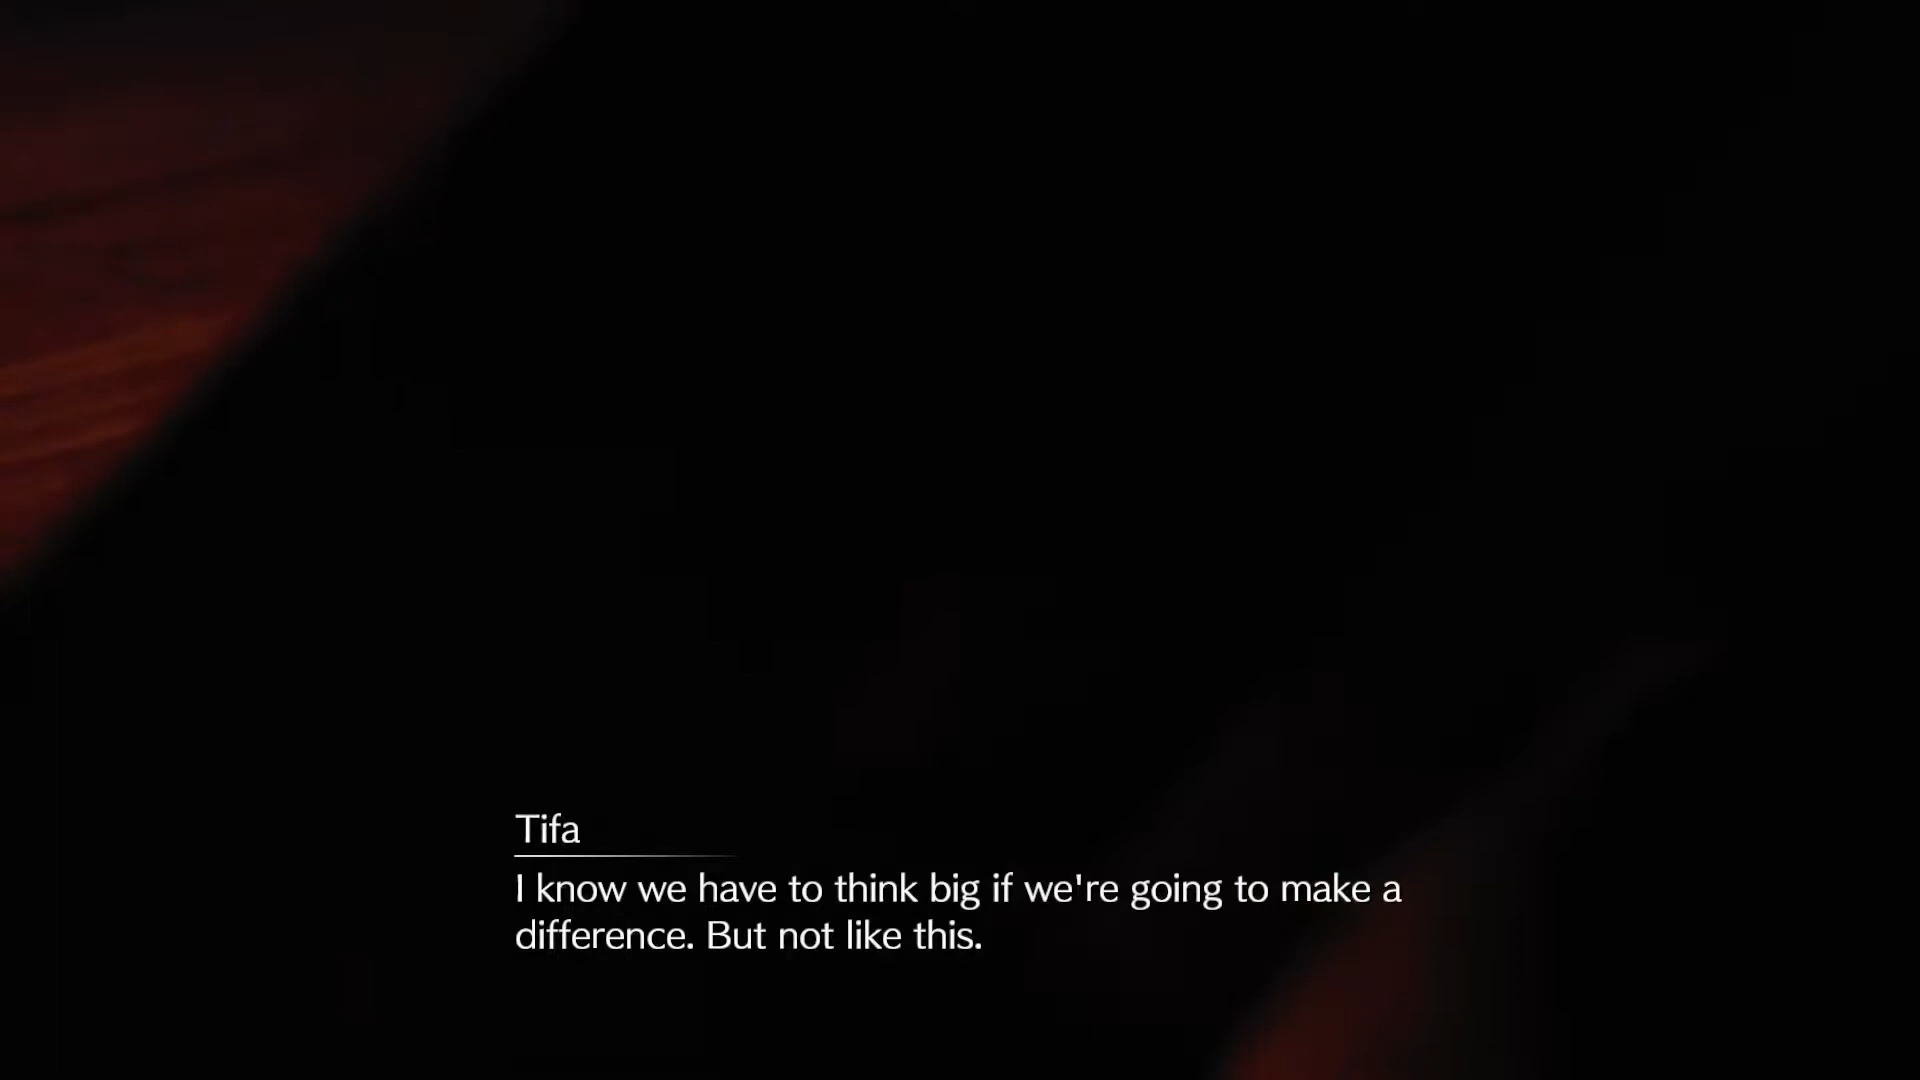 Tifa
I know we have to think big if we're going to make a
difference. But not like this.